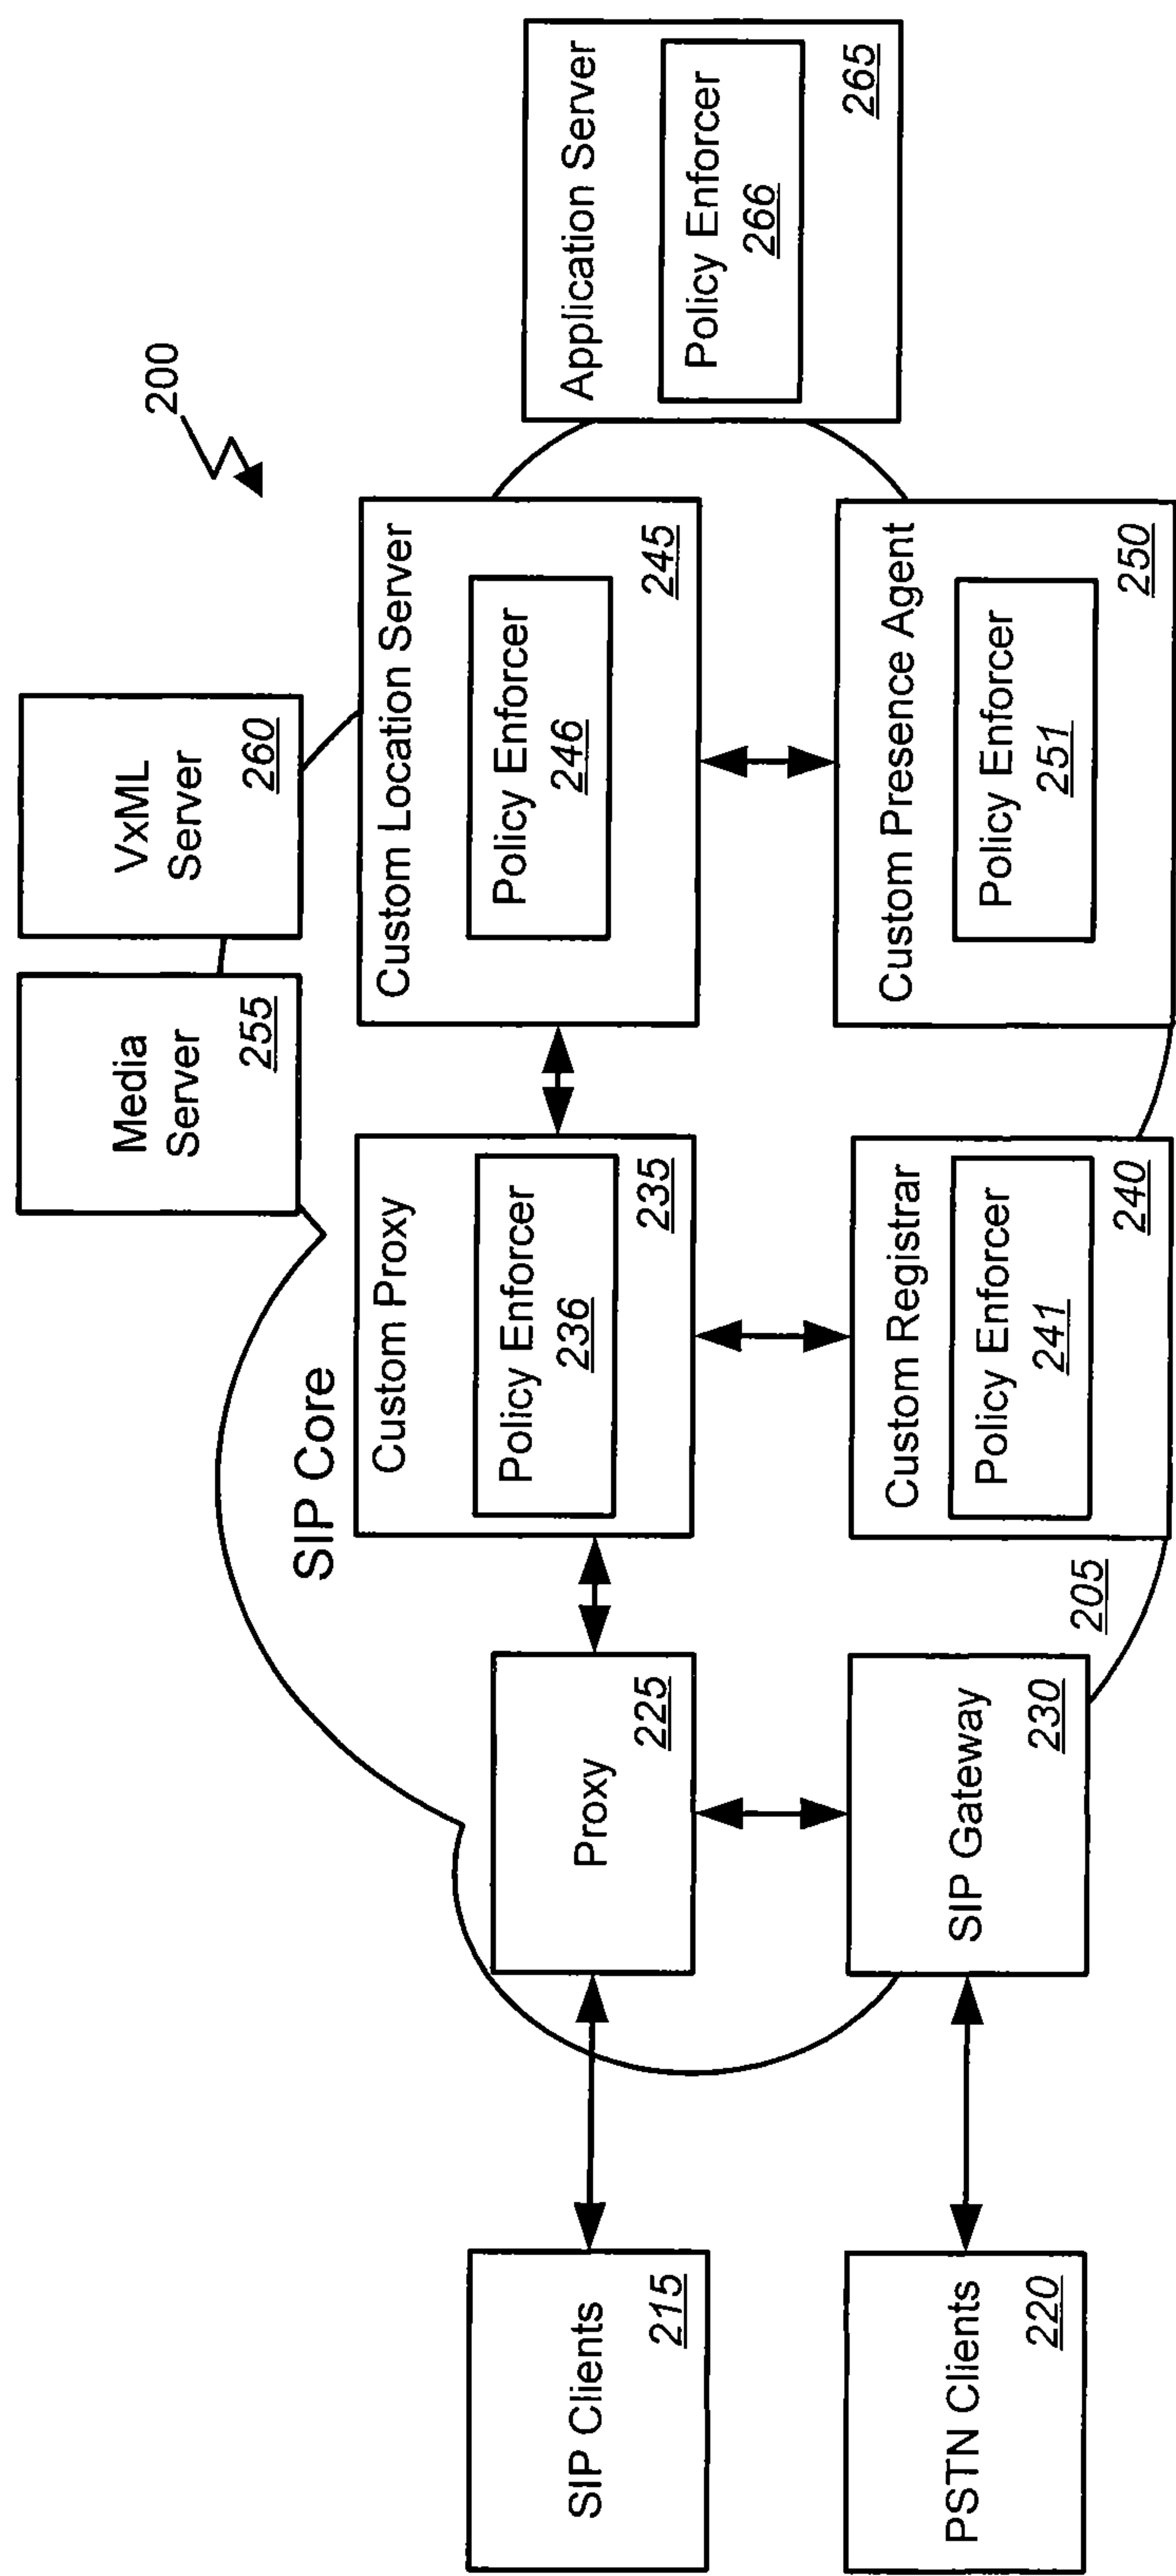 200
Media
Server
255
VxML
Server
260
SIP Core
SIP Clients
215
Proxy
225
Custom Proxy
Policy Enforcer
236
235
Custom Location Server
Policy Enforcer
246
245
Application Server
Policy Enforcer
266
265
PSTN Clients
220
SIP Gateway
230
205
Custom Registrar
Policy Enforcer
241
240
Custom Presence Agent
Policy Enforcer
251
250